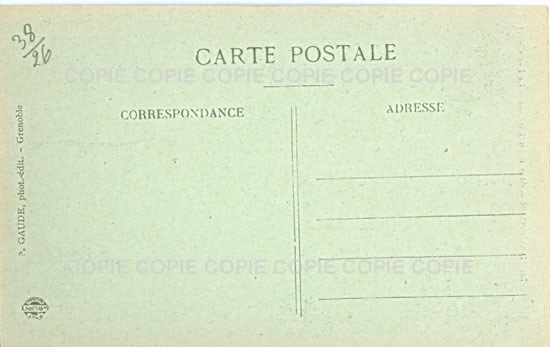 38/26
CARTE POSTALE
COPIE COPIE COPIE COPIE COPIE COPIE
CORRESPONDANCE
ADRESSE
P. GAUDE, phot.-édit. - Grenoble
COPIE COPIE COPIE COPIE COPIE COPIE